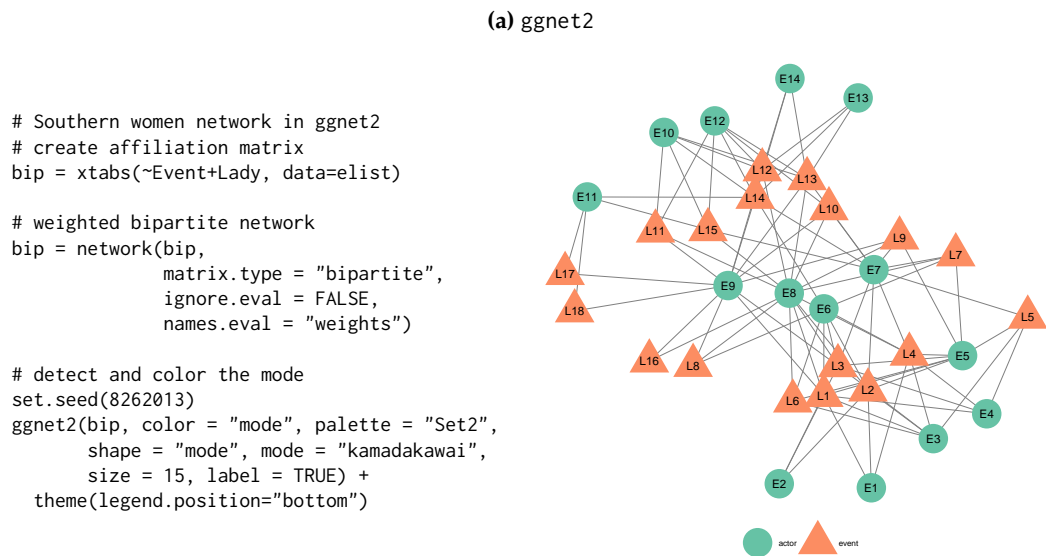 (a) ggnet2
# Southern women network in ggnet2
# create affiliation matrix
bip = xtabs(~Event+Lady, data=elist)
# weighted bipartite network
bip = network(bip,
matrix.type = "bipartite",
ignore.eval = FALSE,
names.eval = "weights")
# detect and color the mode
set.seed(8262013)
ggnet2(bip, color = "mode", palette = "Set2",
shape = "mode", mode = "kamadakawai",
size = 15, label = TRUE) +
theme(legend.position="bottom")
E14
E13
E12
E10
L12
L13
E11
L14
L10
L11
L15
L9
L7
L17
E7
E9
E8
L18
E6
L5
L16
L8
L3
L4
E5
L6
L1
L2
E4
E3
E2
E1
actor
event